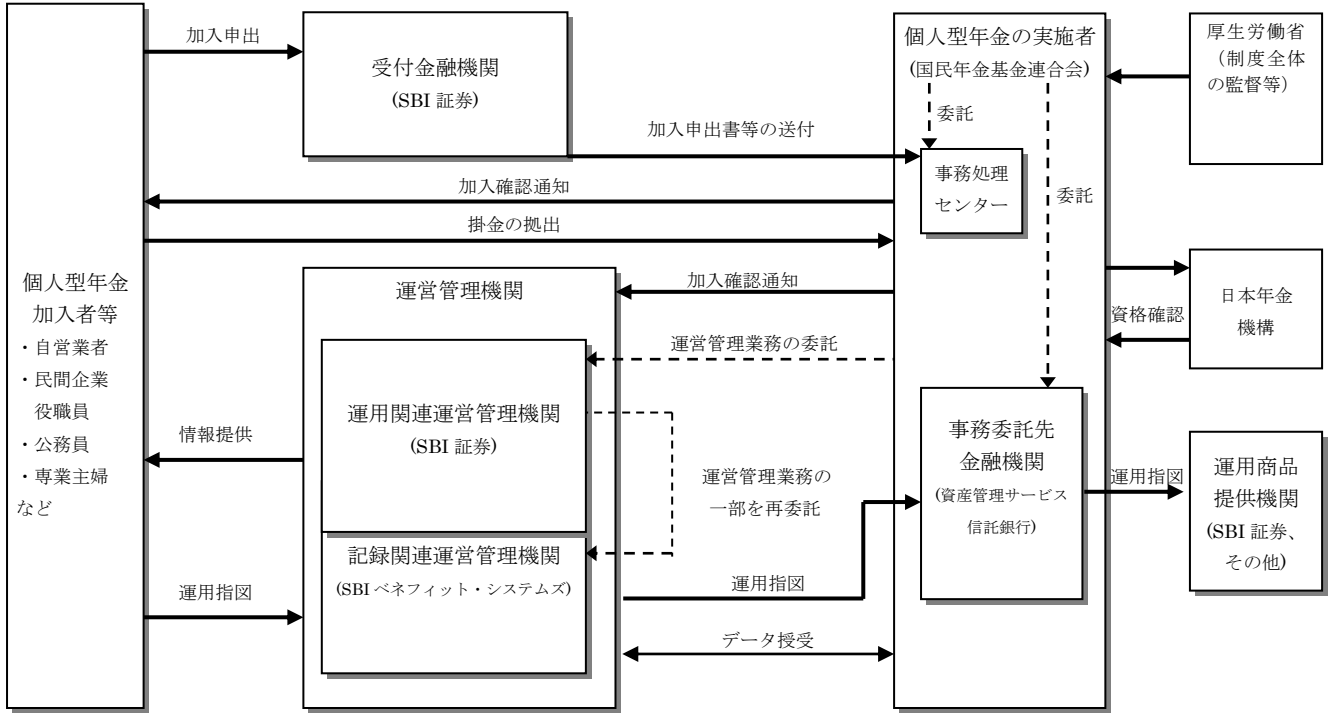 加入申出
受付金融機関
(SBI 証券)
個人型年金の実施者
(国民年金基金連合会)
厚生労働省
（制度全体
の監督等）
委託
加入申出書等の送付
事務処理
センター
委託
加入確認通知
掛金の拠出
個人型年金
加入者等
・自営業者
・民間企業
役職員
・公務員
・専業主婦
など
運営管理機関
加入確認通知
日本年金
機構
資格確認
運営管理業務の委託
運用関連運営管理機関
(SBI 証券)
情報提供
運営管理業務の
一部を再委託
事務委託先
金融機関
(資産管理サービス
信託銀行)
運用指図
運用商品
提供機関
(SBI 証券、
その他)
記録関連運営管理機関
(SBI ベネフィット・システムズ)
運用指図
運用指図
データ授受